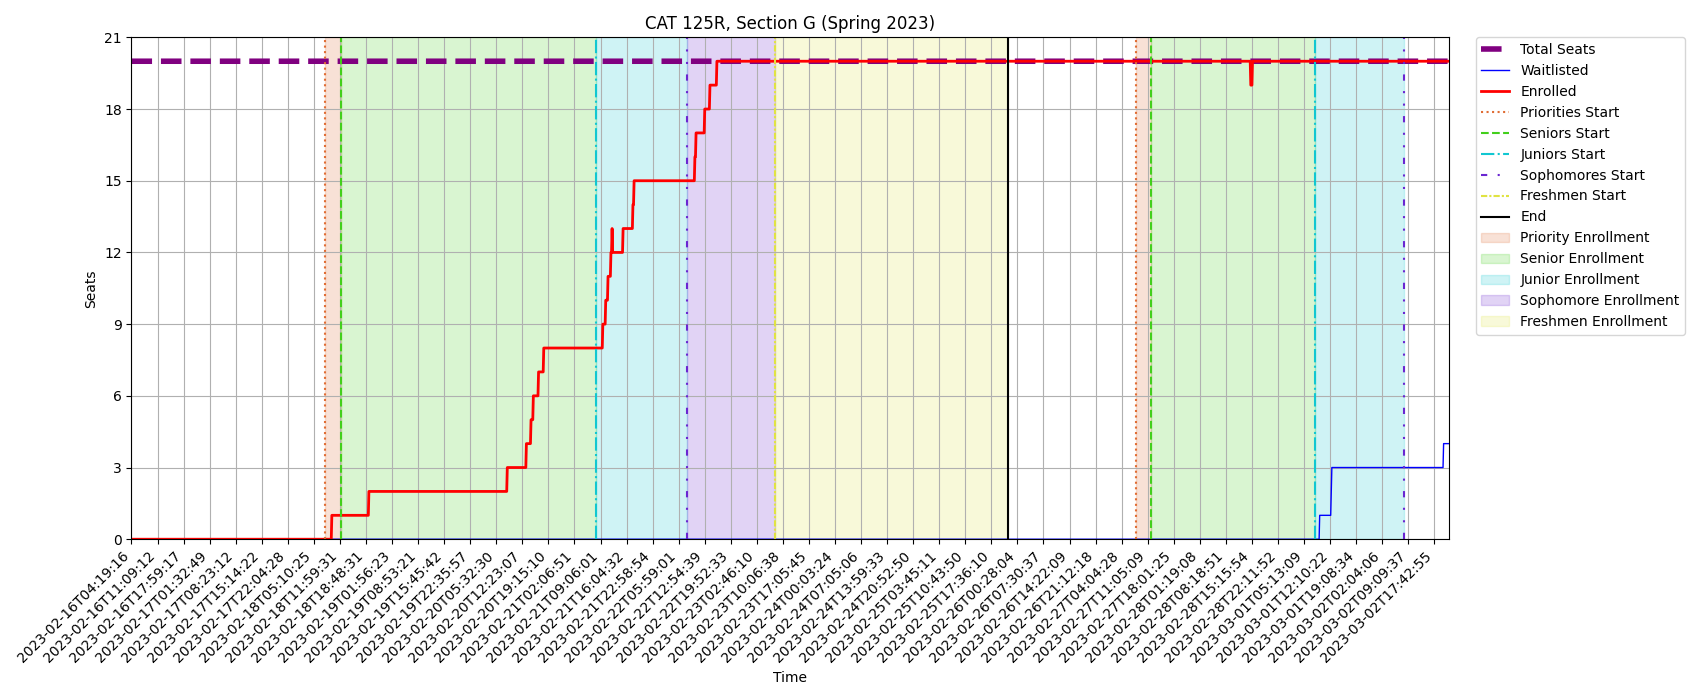 CAT 125R, Section G (Spring 2023)
Seats
21
18
15
12
9
6
3
0
2023-02-16T04:19:16
2023-02-16T11:09:12
2023-02-16T17:59:17
2023-02-17T01:32:49
2023-02-17T08:23:12
2023-02-17T15:14:22
2023-02-17T22:04:28
2023-02-18T05:10:25
2023-02-18T11:59:31
2023-02-18T18:48:31
2023-02-19T01:56:23
2023-02-19T08:53:21
2023-02-19T15:45:42
2023-02-19T22:35:57
2023-02-20T05:32:30
2023-02-20T12:23:07
2023-02-20T19:15:10
2023-02-21T02:06:51
2023-02-21T09:06:01
2023-02-21T16:04:32
2023-02-21T22:58:54
2023-02-22T05:59:01
2023-02-22T12:54:39
2023-02-22T19:52:33
2023-02-23T02:46:10
2023-02-23T10:06:38
2023-02-23T17:05:45
2023-02-24T00:03:24
2023-02-24T07:05:06
2023-02-24T13:59:33
2023-02-24T20:52:50
2023-02-25T03:45:11
2023-02-25T10:43:50
2023-02-25T17:36:10
2023-02-26T00:28:04
2023-02-26T07:30:37
2023-02-26T14:22:09
2023-02-26T21:12:18
2023-02-27T04:04:28
2023-02-27T11:05:09
2023-02-27T18:01:25
2023-02-28T01:19:08
2023-02-28T08:18:51
2023-02-28T15:15:54
2023-02-28T22:11:52
2023-03-01T05:13:09
2023-03-01T12:10:22
2023-03-01T19:08:34
2023-03-02T02:04:06
2023-03-02T09:09:37
2023-03-02T17:42:55
Time
Total Seats
Waitlisted
Enrolled
Priorities Start
Seniors Start
Juniors Start
Sophomores Start
Freshmen Start
End
Priority Enrollment
Senior Enrollment
Junior Enrollment
Sophomore Enrollment
Freshmen Enrollment